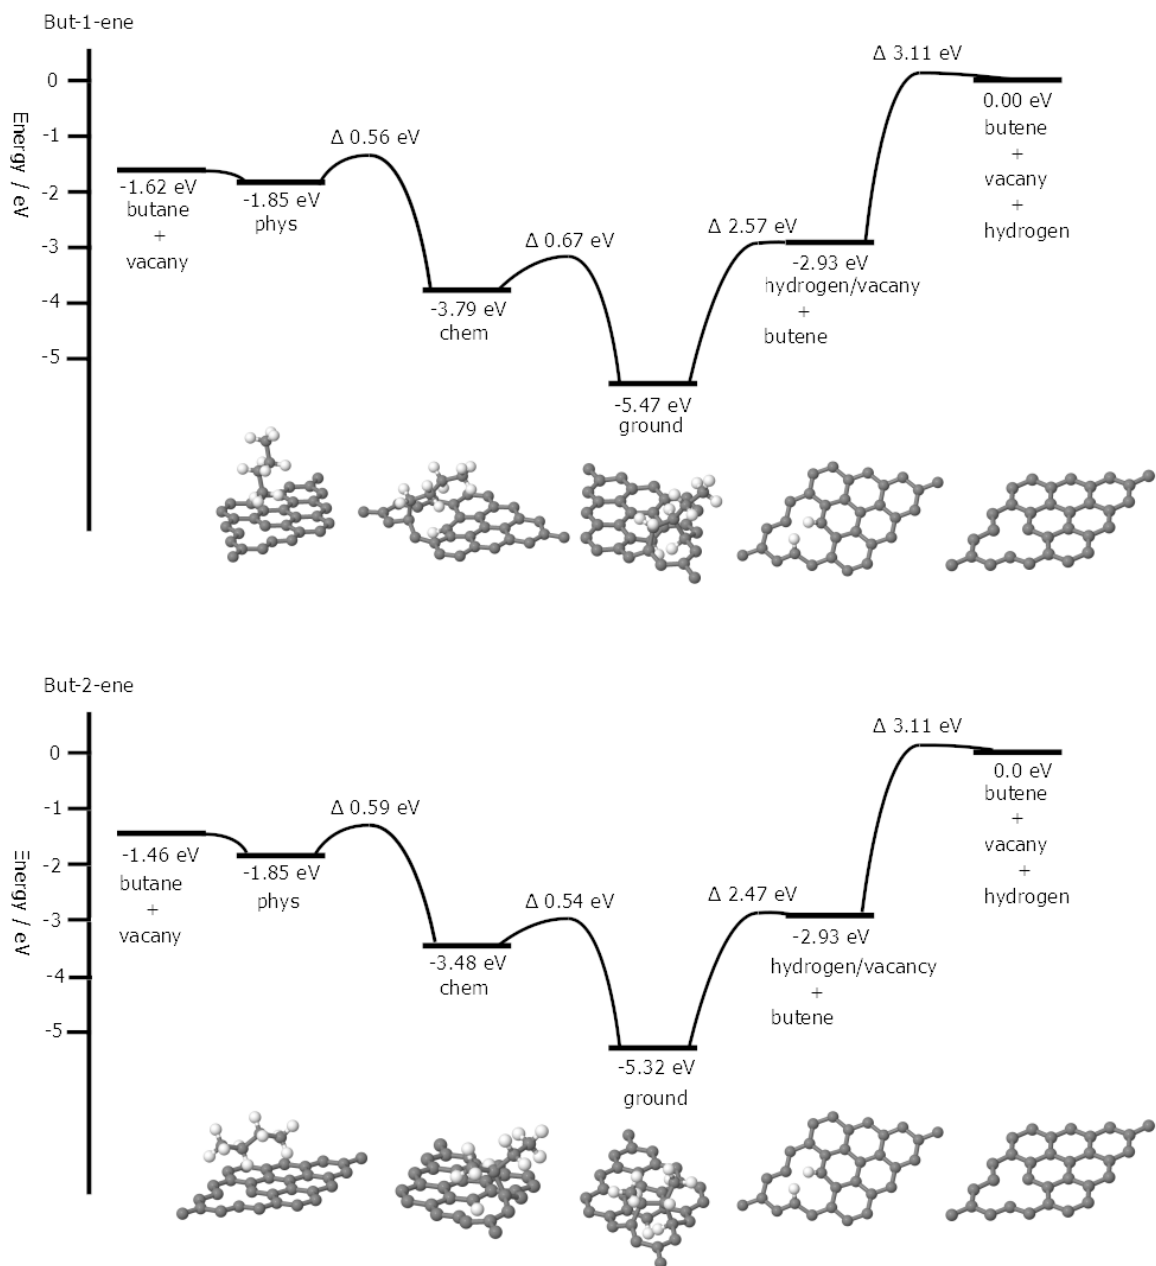 But-1-ene
Δ 3.11 eV
0
0.00 eV
butene
+
vacany
+
hydrogen
Energy / eV
-1
Δ 0.56 eV
-1.62 eV
butane
+
vacany
-1.85 eV
phys
-2
-3
Δ 0.67 eV
Δ 2.57 eV
-2.93 eV
hydrogen/vacany
+
butene
-3.79 eV
chem
-4
-5
-5.47 eV
ground
But-2-ene
Δ 3.11 eV
0
0.0 eV
butene
+
vacany
+
hydrogen
Energy / eV
-1
Δ 0.59 eV
-1.46 eV
butane
+
vacany
-1.85 eV
phys
-2
-3
Δ 0.54 eV
Δ 2.47 eV
-2.93 eV
hydrogen/vacancy
+
butene
-3.48 eV
chem
-4
-5
-5.32 eV
ground